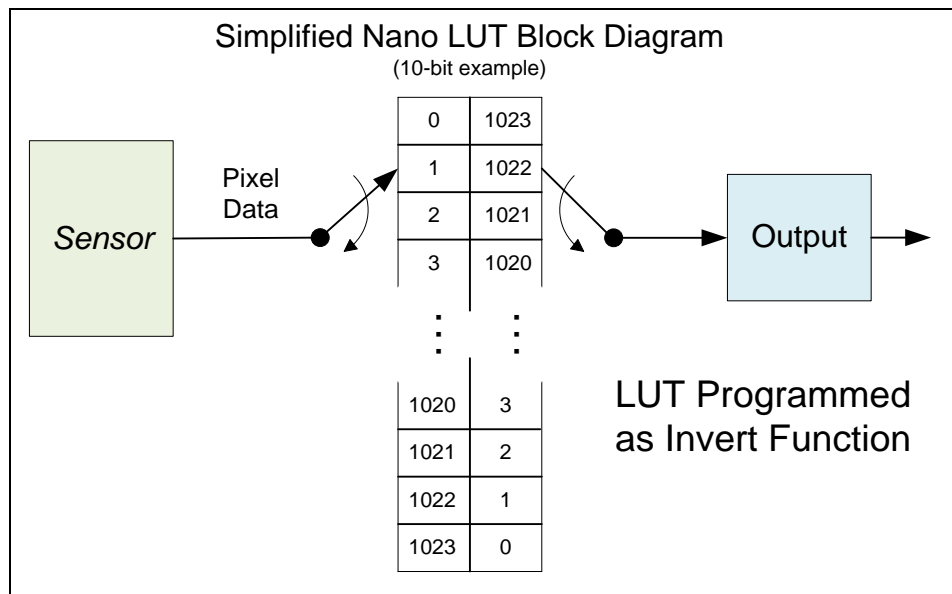 Simplified Nano LUT Block Diagram
(10-bit example)
Sensor
Pixel
Data
0 1023
1 1022
2 1021
3 1020
1020 3
1021 2
1022 1
1023 0
Output
LUT Programmed
as Invert Function